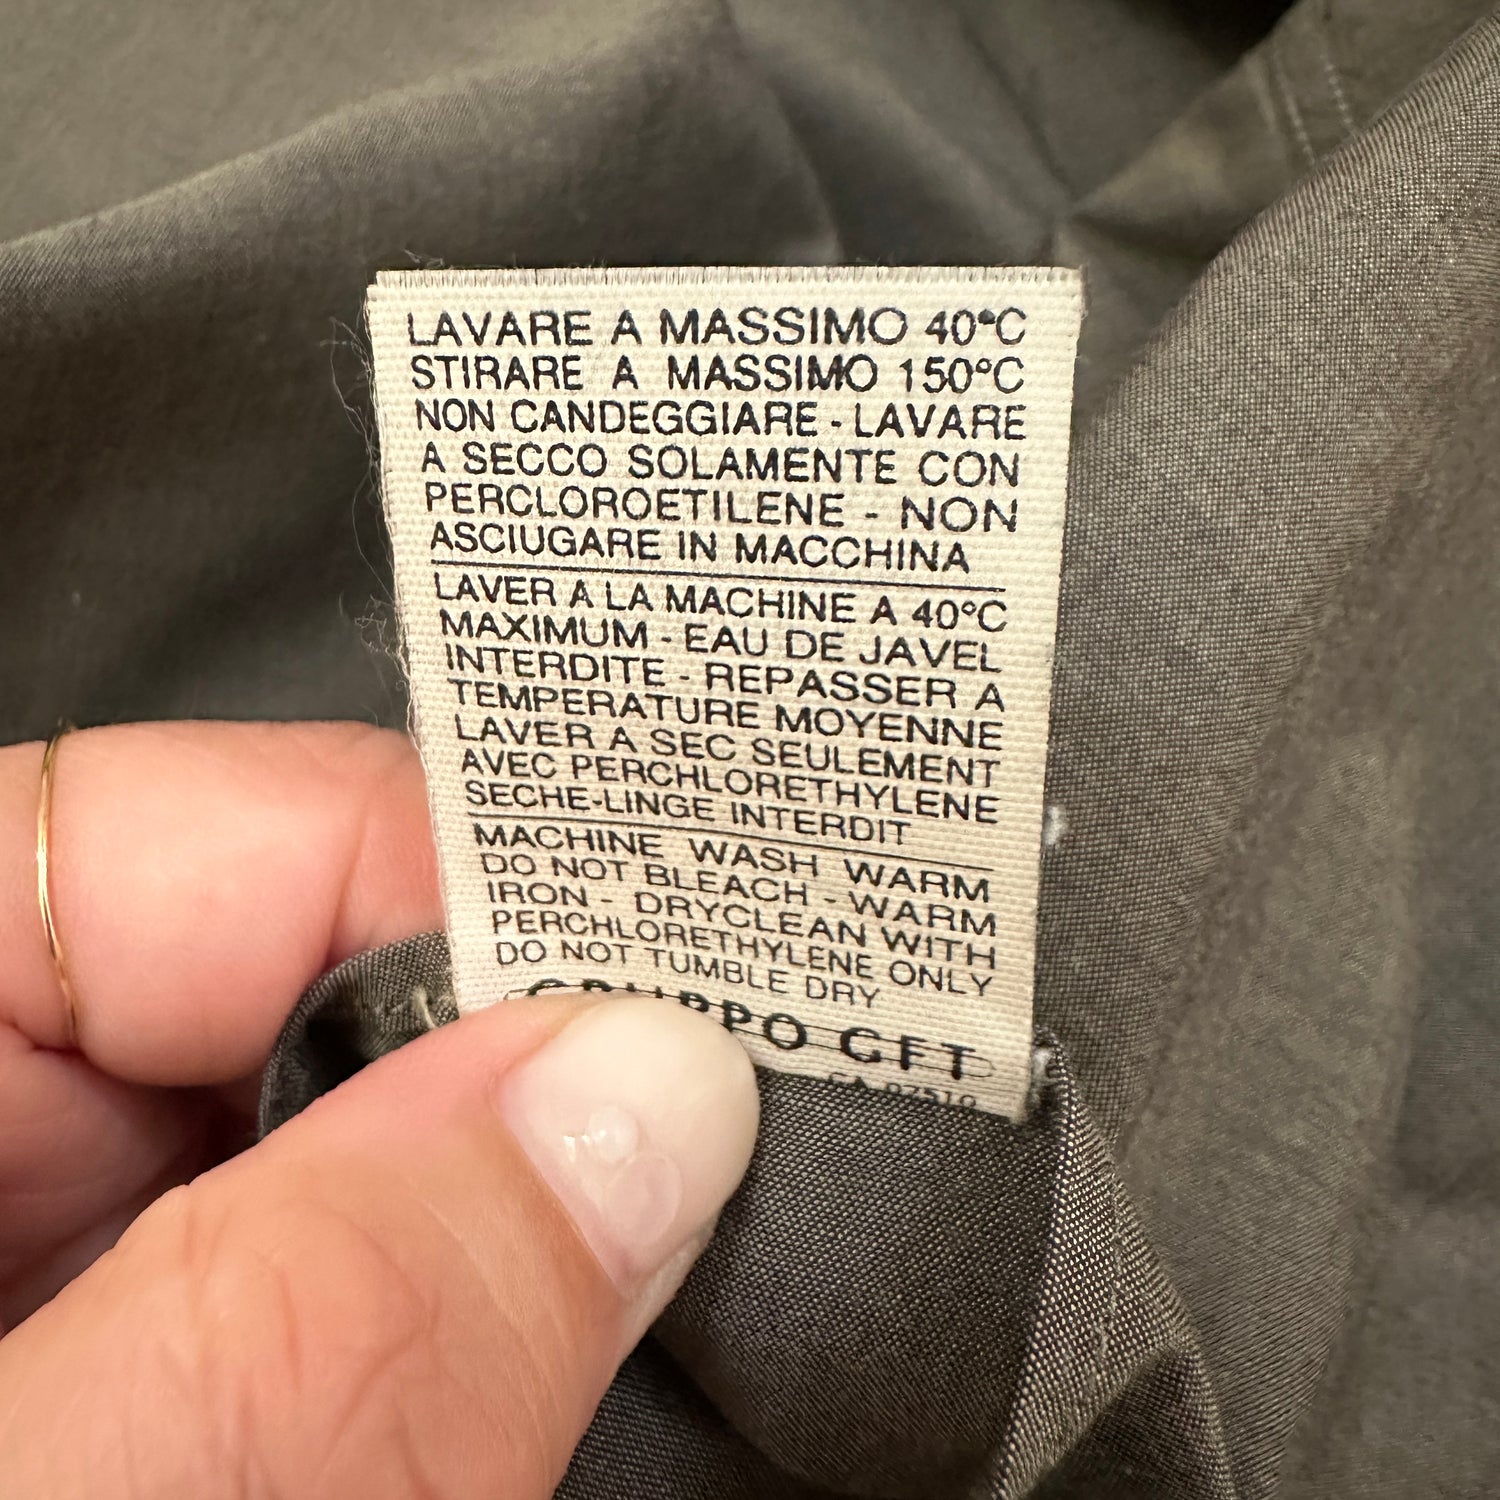 LAVARE A MASSIMO 40°C
STIRARE A MASSIMO 150°C
NON CANDEGGIARE - LAVARE
A SECCO SOLAMENTE CON
PERCLOROETILENE - NON
ASCIUGARE IN MACCHINA
LAVER A LA MACHINE A 40°C
MAXIMUM - EAU DE JAVEL
INTERDITE - REPASSER A
TEMPERATURE MOYENNE
LAVER A SEC SEULEMENT
AVEC PERCHLORETHYLENE
SECHE-LINGE INTERDIT
MACHINE WASH WARM
DO NOT BLEACH - WARM
IRON - DRYCLEAN WITH
PERCHLORETHYLENE ONLY
DO NOT TUMBLE DRY
GRUPPO GFT